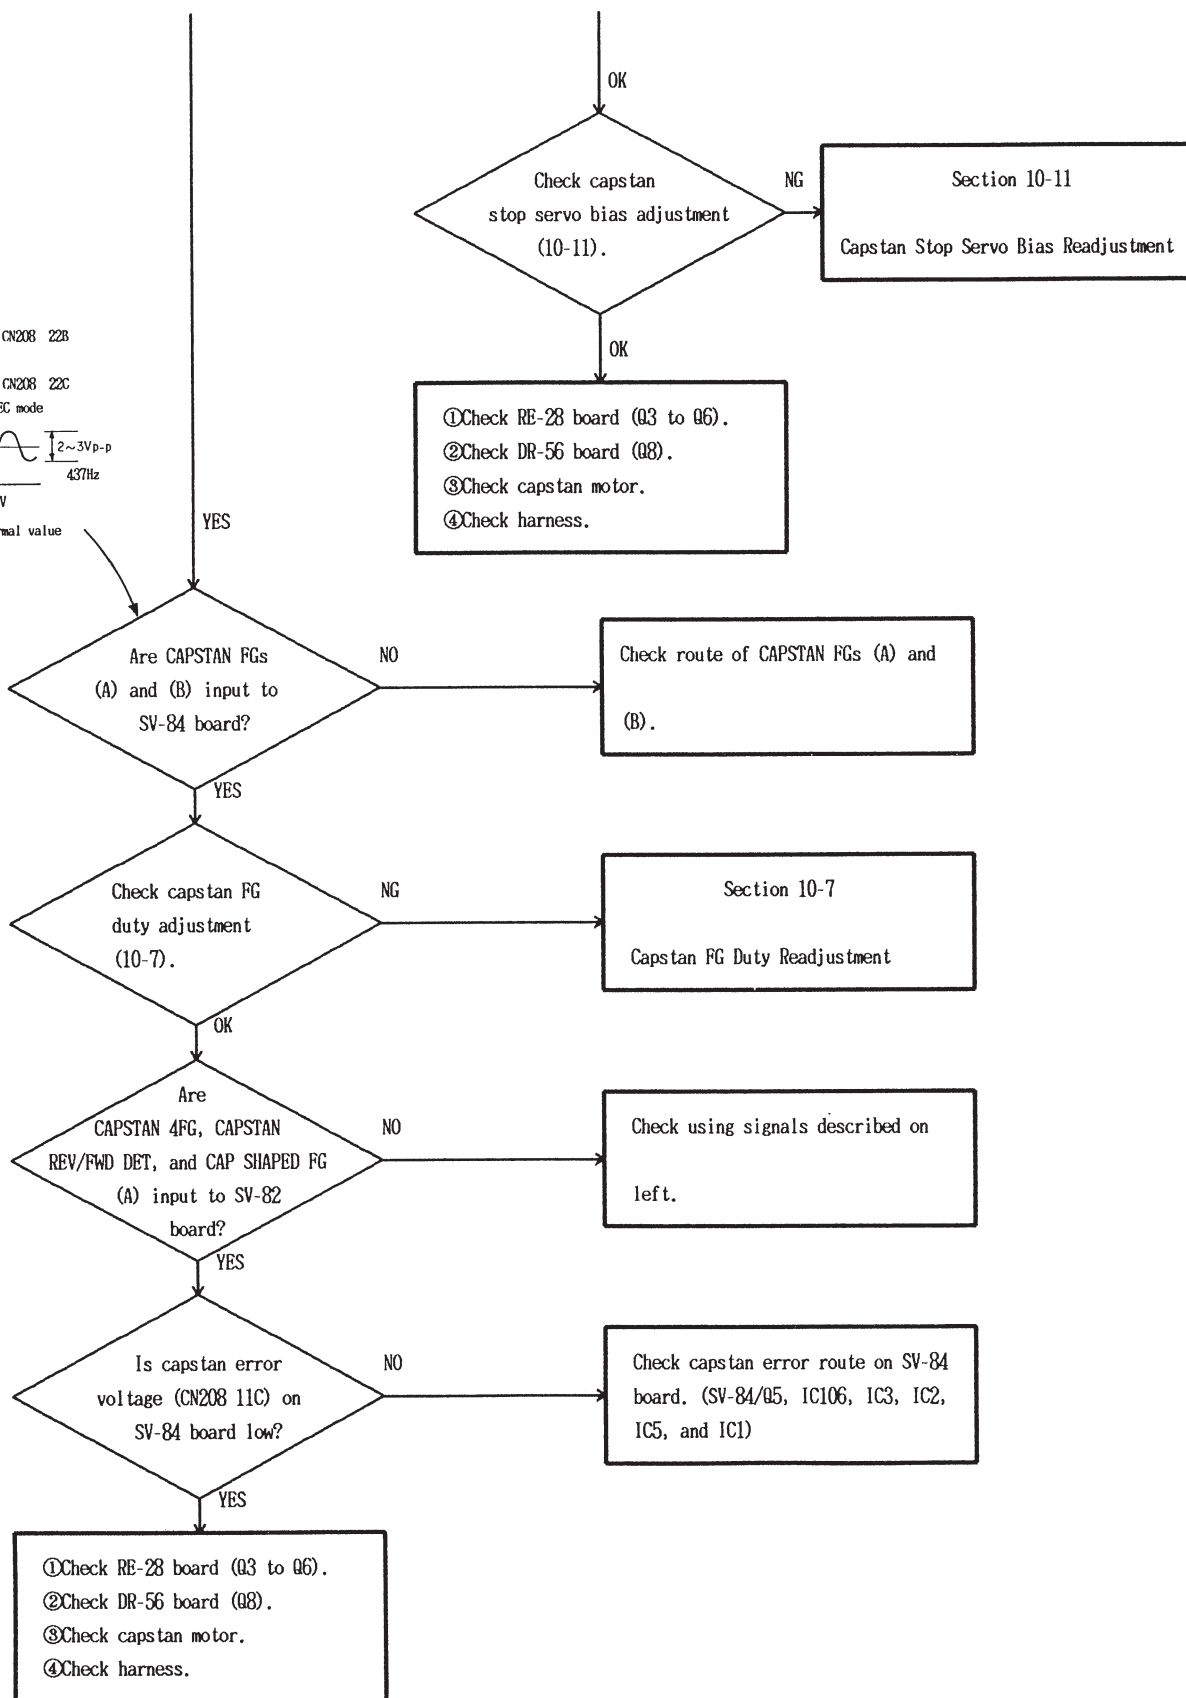 OK
Check capstan
stop servo bias adjustment
(10-11).
NG
Section 10-11
Capstan Stop Servo Bias Readjustment
OK
①Check RE-28 board (Q3 to Q6).
②Check DR-56 board (Q8).
③Check capstan motor.
④Check harness.
CN208 22B
CN208 22C
EC mode
2~3Vp-p
437Hz
V
mal value
YES
Are CAPSTAN FGs
(A) and (B) input to
SV-84 board?
NO
Check route of CAPSTAN FGs (A) and
(B).
YES
Check capstan FG
duty adjustment
(10-7).
NG
Section 10-7
Capstan FG Duty Readjustment
OK
Are
CAPSTAN 4FG, CAPSTAN
REV/FWD DET, and CAP SHAPED FG
(A) input to SV-82
board?
NO
Check using signals described on
left.
YES
Is capstan error
voltage (CN208 11C) on
SV-84 board low?
NO
Check capstan error route on SV-84
board. (SV-84/Q5, IC106, IC3, IC2,
IC5, and IC1)
YES
①Check RE-28 board (Q3 to Q6).
②Check DR-56 board (Q8).
③Check capstan motor.
④Check harness.